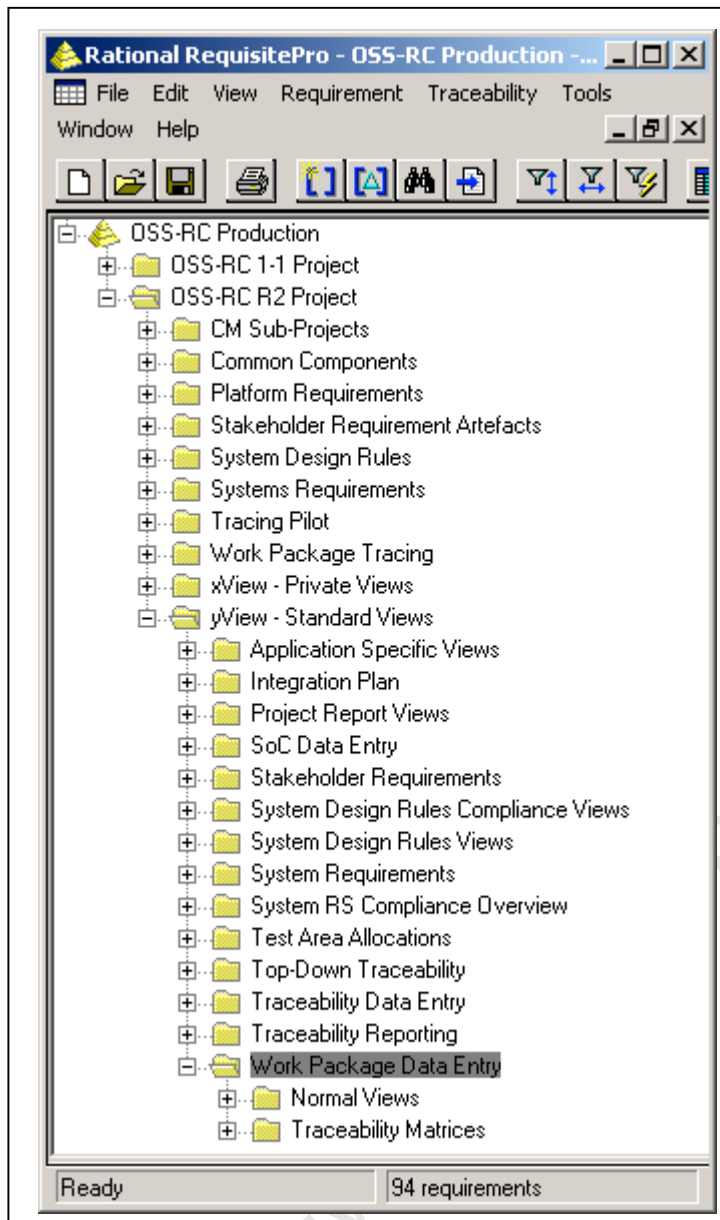 Rational RequisitePro - OSS-RC Production -...
File Edit View Requirement Traceability Tools
Window Help
OSS-RC Production
OSS-RC 1-1 Project
OSS-RC R2 Project
CM Sub-Projects
Common Components
Platform Requirements
Stakeholder Requirement Artefacts
System Design Rules
Systems Requirements
Tracing Pilot
Work Package Tracing
xView - Private Views
yView - Standard Views
Application Specific Views
Integration Plan
Project Report Views
SoC Data Entry
Stakeholder Requirements
System Design Rules Compliance Views
System Design Rules Views
System Requirements
System RS Compliance Overview
Test Area Allocations
Top-Down Traceability
Traceability Data Entry
Traceability Reporting
Work Package Data Entry
Normal Views
Traceability Matrices
Ready 94 requirements